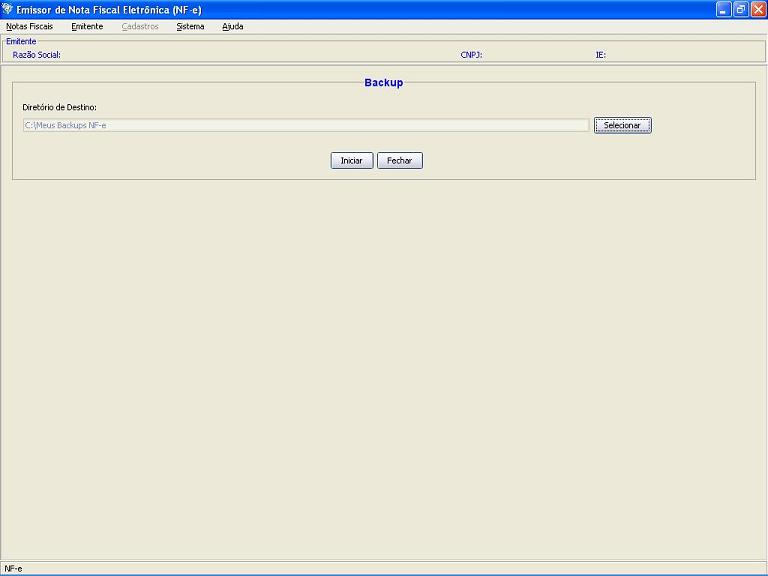 Emissor de Nota Fiscal Eletrônica (NF-e)
Notas Fiscais Emitente Cadastros Sistema Ajuda
Emitente
Razão Social: CNPJ: IE:
Backup
Diretório de Destino:
C:\Meus Backups NF-e Selecionar
Iniciar Fechar
NF-e